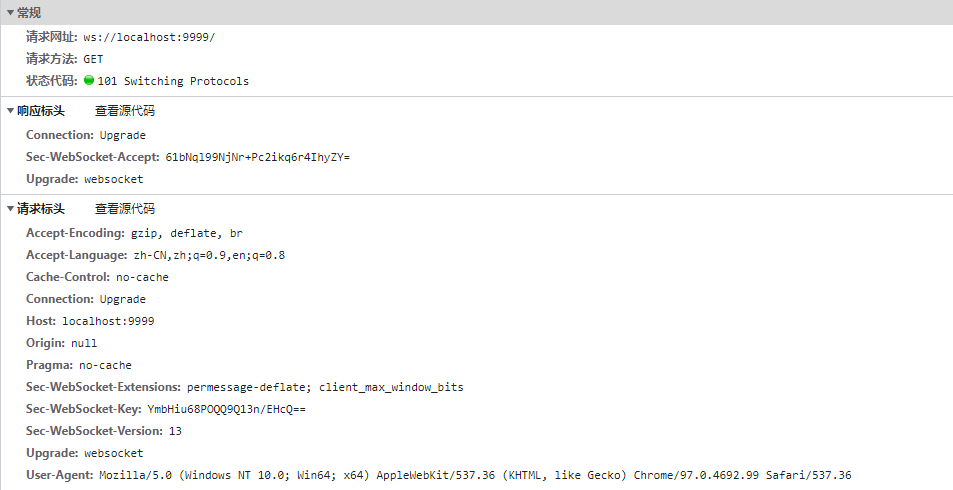 常规
请求网址: ws://localhost:9999/
请求方法: GET
状态代码: 101 Switching Protocols
响应标头 查看源代码
Connection: Upgrade
Sec-WebSocket-Accept: 61bNql99NjNr+Pc2ikq6r4IhyZY=
Upgrade: websocket
请求标头 查看源代码
Accept-Encoding: gzip, deflate, br
Accept-Language: zh-CN,zh;q=0.9,en;q=0.8
Cache-Control: no-cache
Connection: Upgrade
Host: localhost:9999
Origin: null
Pragma: no-cache
Sec-WebSocket-Extensions: permessage-deflate; client_max_window_bits
Sec-WebSocket-Key: YmbHiu68POQQ9Q13n/EHcQ==
Sec-WebSocket-Version: 13
Upgrade: websocket
User-Agent: Mozilla/5.0 (Windows NT 10.0; Win64; x64) AppleWebKit/537.36 (KHTML, like Gecko) Chrome/97.0.4692.99 Safari/537.36